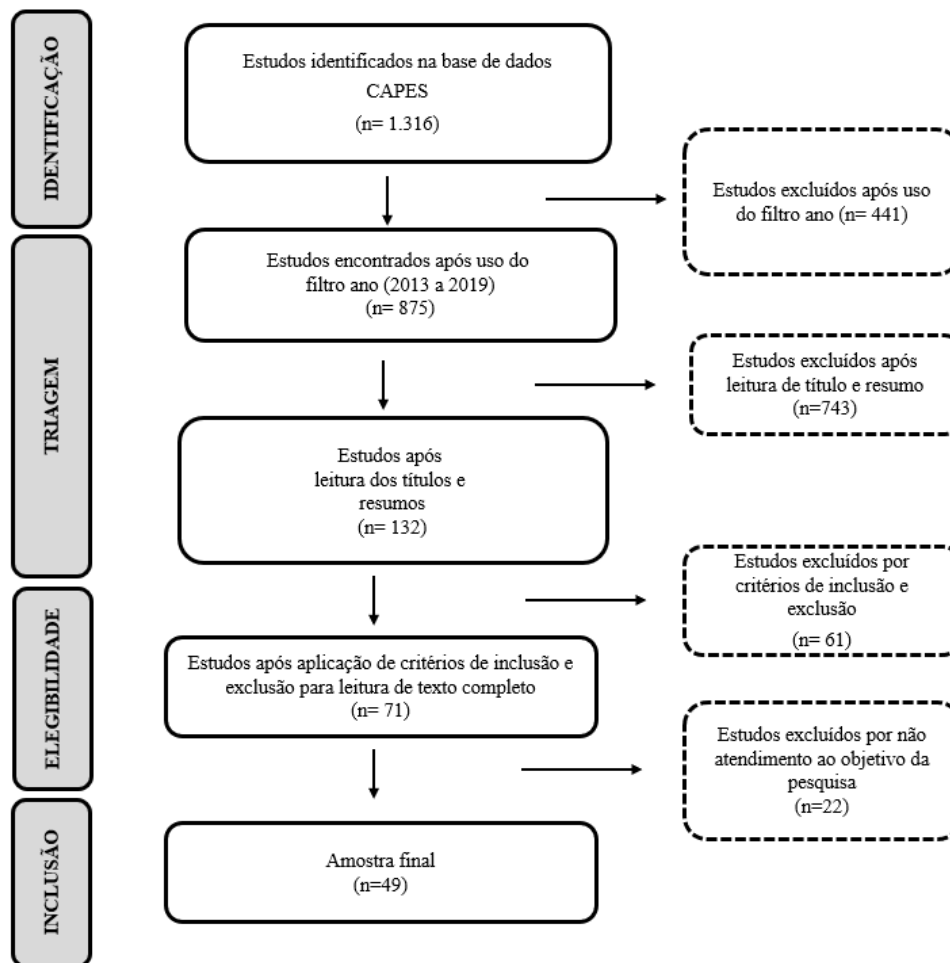 IDENTIFICAÇÃO
Estudos identificados na base de dados
CAPES
(n= 1.316)
Estudos excluídos após uso
do filtro ano (n= 441)
TRIAGEM
Estudos encontrados após uso do
filtro ano (2013 a 2019)
(n= 875)
Estudos excluídos após
leitura de título e resumo
(n=743)
Estudos após
leitura dos títulos e
resumos
(n= 132)
Estudos excluídos por
critérios de inclusão e
exclusão
(n= 61)
ELEGIBILIDADE
Estudos após aplicação de critérios de inclusão e
exclusão para leitura de texto completo
(n= 71)
Estudos excluídos por não
atendimento ao objetivo da
pesquisa
(n=22)
INCLUSÃO
Amostra final
(n=49)